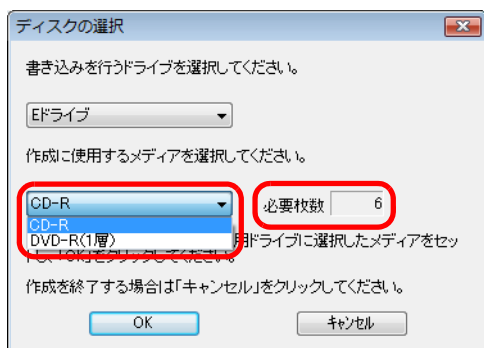 ディスクの選択
書き込みを行うドライブを選択してください。
Eドライブ
作成に使用するメディアを選択してください。
CD-R 必要枚数 6
CD-R
DVD-R(1層)
用ドライブに選択したメディアをセッ
「OK」をクリックしてください。
作成を終了する場合は「キャンセル」をクリックしてください。
OK キャンセル